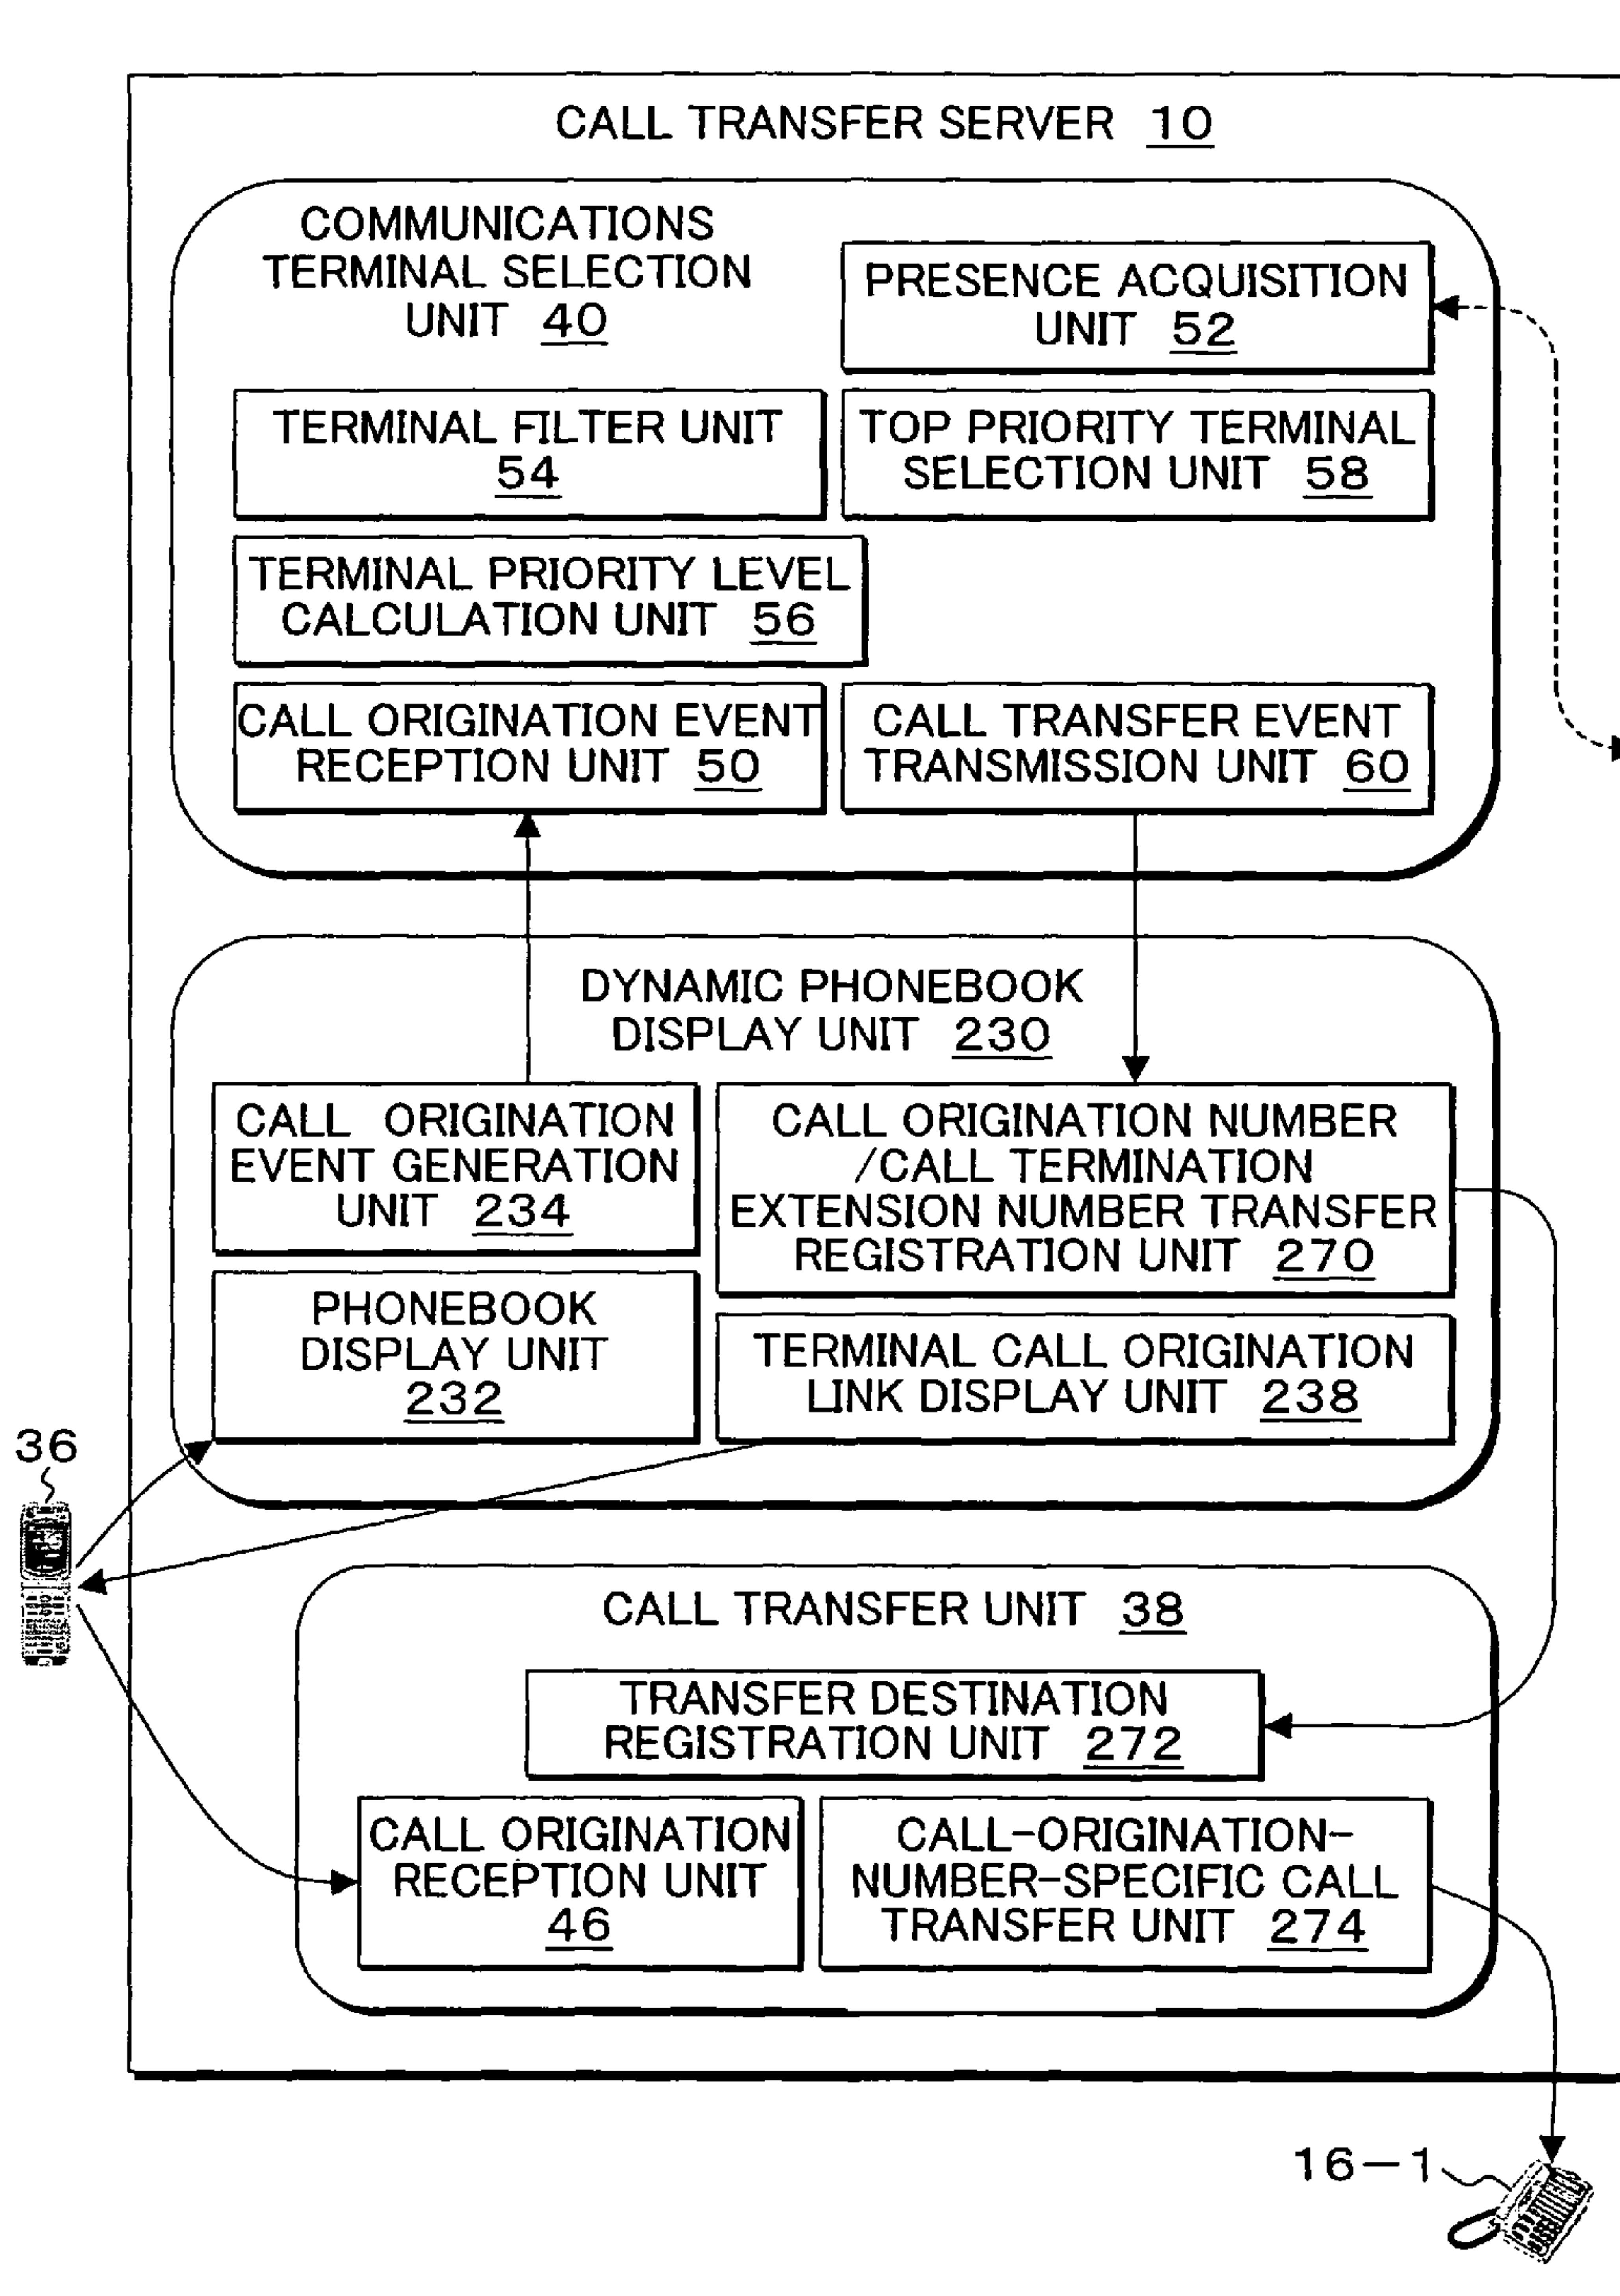 CALL TRANSFER SERVER 10
COMMUNICATIONS
TERMINAL SELECTION
UNIT 40
PRESENCE ACQUISITION
UNIT 52
TERMINAL FILTER UNIT
54
TOP PRIORITY TERMINAL
SELECTION UNIT 58
TERMINAL PRIORITY LEVEL
CALCULATION UNIT 56
CALL ORIGINATION EVENT
RECEPTION UNIT 50
CALL TRANSFER EVENT
TRANSMISSION UNIT 60
DYNAMIC PHONEBOOK
DISPLAY UNIT 230
CALL ORIGINATION
EVENT GENERATION
UNIT 234
CALL ORIGINATION NUMBER
/CALL TERMINATION
EXTENSION NUMBER TRANSFER
REGISTRATION UNIT 270
PHONEBOOK
DISPLAY UNIT
232
TERMINAL CALL ORIGINATION
LINK DISPLAY UNIT 238
36
CALL TRANSFER UNIT 38
TRANSFER DESTINATION
REGISTRATION UNIT 272
CALL ORIGINATION
RECEPTION UNIT
46
CALL-ORIGINATION-
NUMBER-SPECIFIC CALL
TRANSFER UNIT 274
16-1